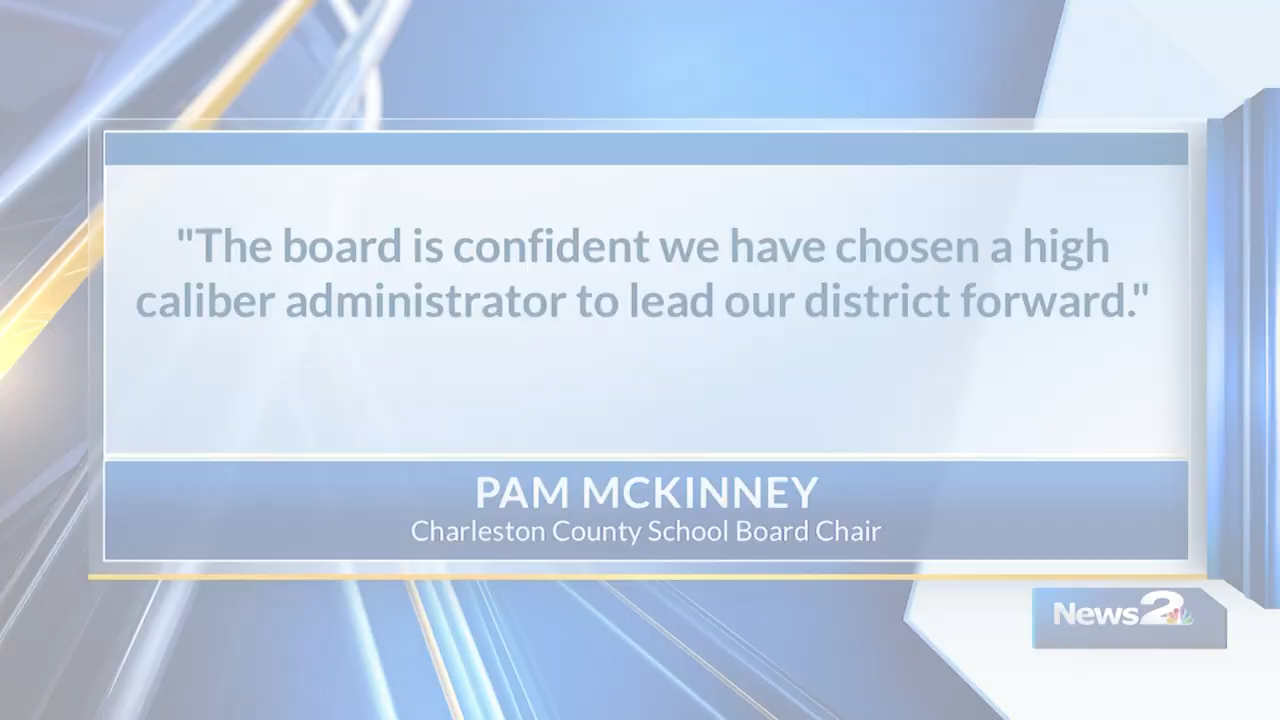 "The board is confident we have chosen a high
caliber administrator to lead our district forward."
PAM MCKINNEY
Charleston County School Board Chair
News2